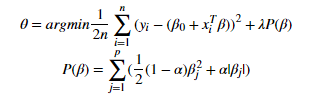 θ = argmin 1/2n ∑_{i=1}^{n} (y_i − (β_0 + x_i^T β))^2 + λP(β)
P(β) = ∑_{j=1}^{p} (1/2 (1 − α)β_j^2 + α|β_j|)